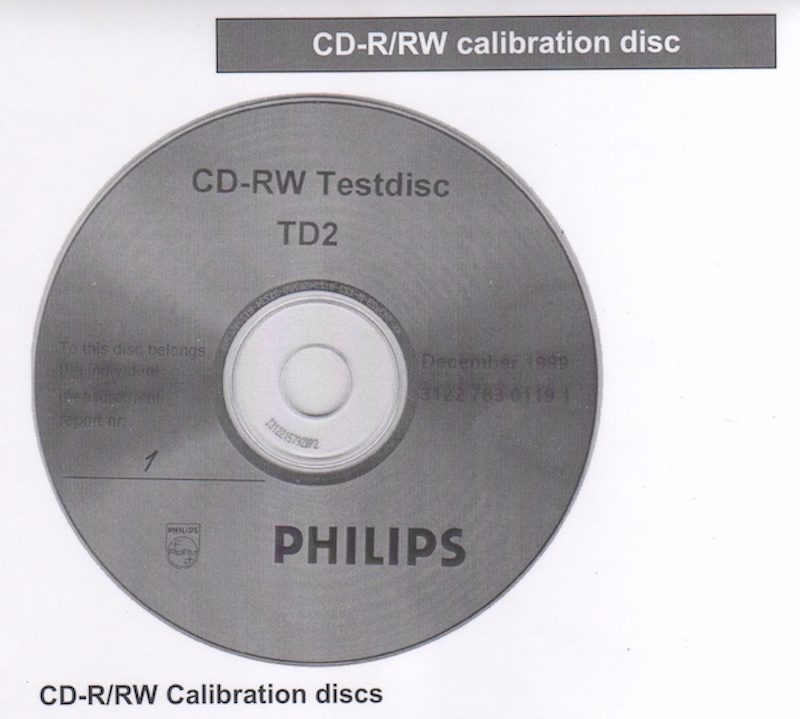 CD-R/RW calibration disc
CD-RW Testdisc
TD2
To this disc belongs
the individual
measurement
report nr.
1
December 1999
3122 783 0119 1
PHILIPS
PHILIPS
CD-R/RW Calibration discs